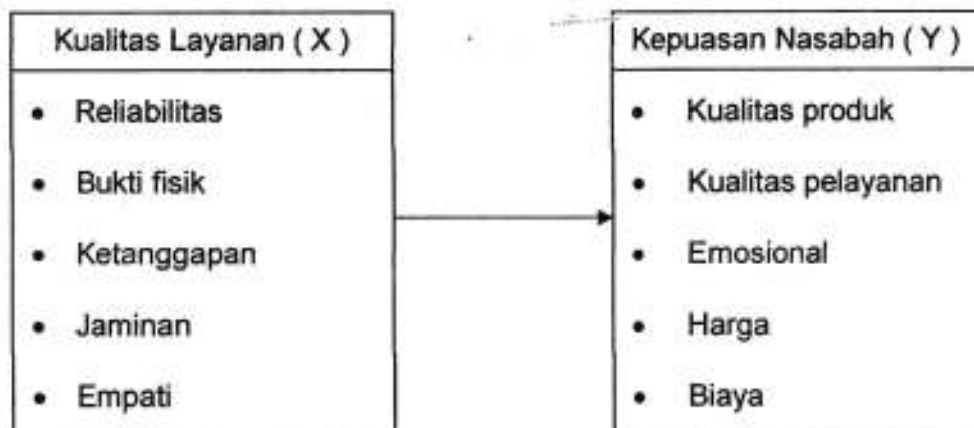 Kualitas Layanan ( X )
• Reliabilitas
• Bukti fisik
• Ketanggapan
• Jaminan
• Empati
Kepuasan Nasabah ( Y )
• Kualitas produk
• Kualitas pelayanan
• Emosional
• Harga
• Biaya